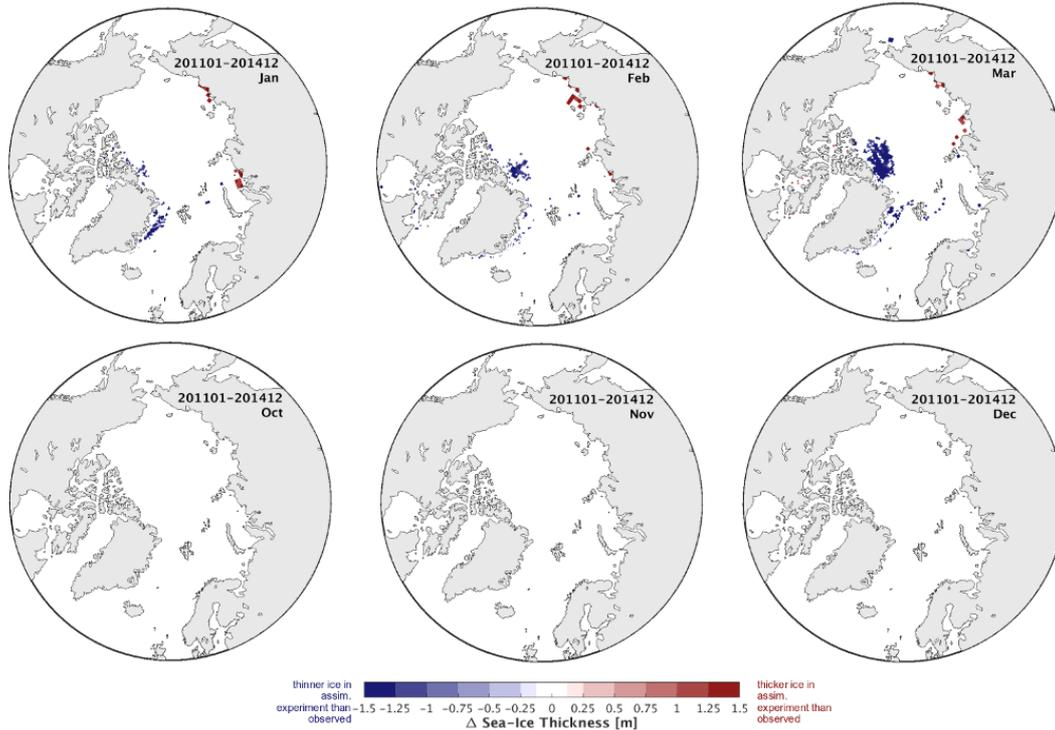 201101-201412
Jan
201101-201412
Feb
201101-201412
Mar
201101-201412
Oct
201101-201412
Nov
201101-201412
Dec
thinner ice in
assim.
experiment than
observed
-1.5 -1.25 -1 -0.75 -0.5 -0.25 0 0.25 0.5 0.75 1 1.25 1.5
Δ Sea-Ice Thickness [m]
thicker ice in
assim.
experiment than
observed